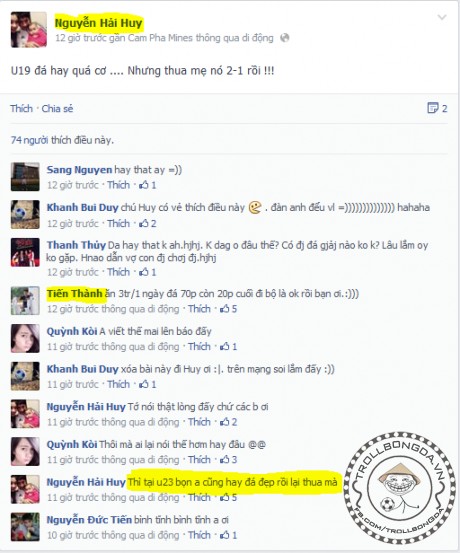 Nguyễn Hải Huy
12 giờ trước gần Cam Pha Mines thông qua di động
U19 đá hay quá cơ .... Nhưng thua mẹ nó 2-1 rồi !!!
Thích · Chia sẻ 2
74 người thích điều này.
Sang Nguyen hay that ay =))
12 giờ trước · Thích · 1
Khanh Bui Duy chú Huy có vẻ thích điều này . đàn anh đếu vl =)))))))))))))) hahaha
12 giờ trước · Thích · 2
Thanh Thủy Da hay that k ah.hjhj. K dag o đâu thế? Có đj đá gjảj nào ko k? Lâu lắm oy
ko gặp. Hnao dẫn vợ con đj chơj đj.hjhj
12 giờ trước · Thích · 1
Tiến Thành ăn 3tr/1 ngày đá 70p còn 20p cuối đi bộ là ok rồi bạn ơi.:)))
12 giờ trước thông qua di động · Thích · 5
Quỳnh Kòi A viết thế mai lên báo đấy
11 giờ trước thông qua di động · Thích · 1
Khanh Bui Duy xóa bài này đi Huy ơi :|. trên mạng soi lắm đấy :))
11 giờ trước · Thích · 1
Nguyễn Hải Huy Tớ nói thật lòng đấy chứ các b ơi
11 giờ trước thông qua di động · Thích · 2
Quỳnh Kòi Thôi mà ai lại nói thế hơm hay đâu @@
11 giờ trước thông qua di động · Thích · 3
Nguyễn Hải Huy Thì tại u23 bọn a cũng hay đá đẹp rồi lại thua mà
11 giờ trước thông qua di động · Thích · 5
Nguyễn Đức Tiến bình tĩnh bình tĩnh a ơi
10 giờ trước thông qua di động · Thích · 1
TROLLBONGDA.VN
FB.COM/TROLLBONGDA.VN